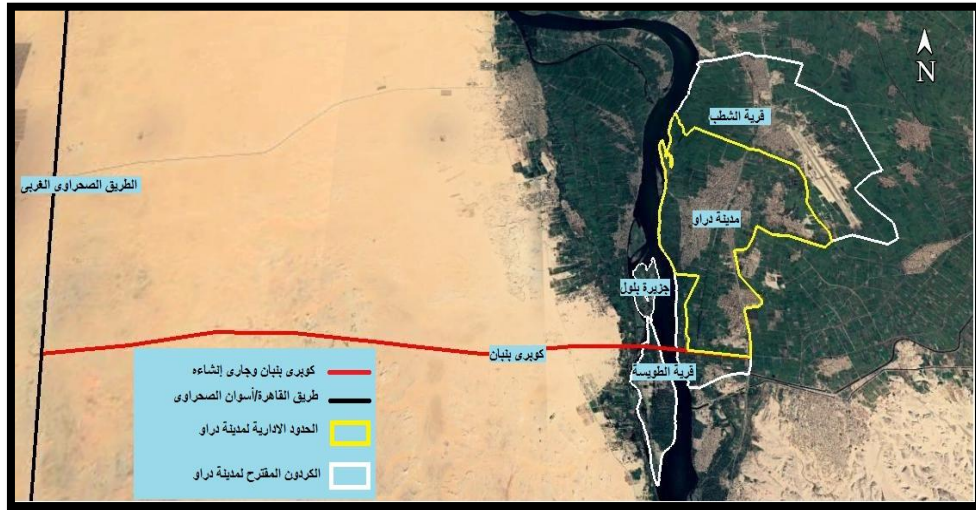 N
قرية الشطب
الطريق الصحراوى الغربى
مدينة دراو
جزيرة بلول
كوبرى بنبان
قرية الطويسة
كوبرى بنبان وجارى إنشاءه
طريق القاهرة/أسوان الصحراوى
الحدود الادارية لمدينة دراو
الكردون المقترح لمدينة دراو